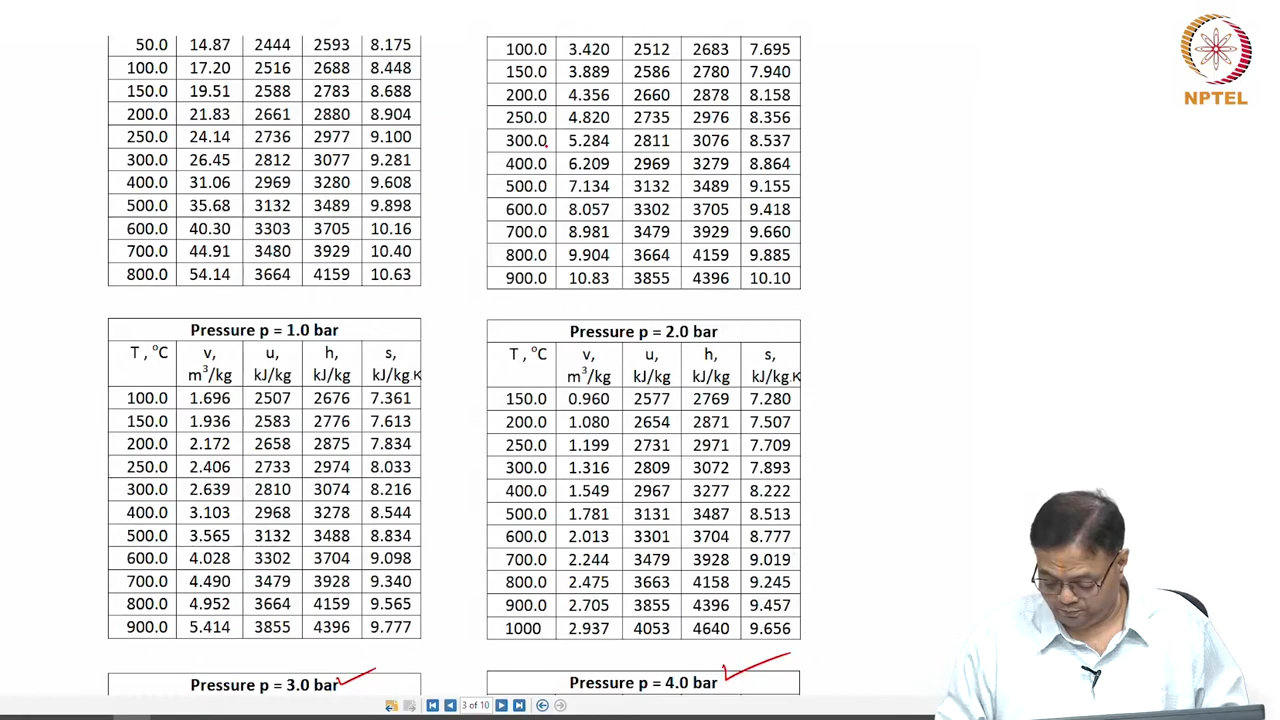 50.0 14.87 2444 2593 8.175
100.0 17.20 2516 2688 8.448
150.0 19.51 2588 2783 8.688
200.0 21.83 2661 2880 8.904
250.0 24.14 2736 2977 9.100
300.0 26.45 2812 3077 9.281
400.0 31.06 2969 3280 9.608
500.0 35.68 3132 3489 9.898
600.0 40.30 3303 3705 10.16
700.0 44.91 3480 3929 10.40
800.0 54.14 3664 4159 10.63
100.0 3.420 2512 2683 7.695
150.0 3.889 2586 2780 7.940
200.0 4.356 2660 2878 8.158
250.0 4.820 2735 2976 8.356
300.0 5.284 2811 3076 8.537
400.0 6.209 2969 3279 8.864
500.0 7.134 3132 3489 9.155
600.0 8.057 3302 3705 9.418
700.0 8.981 3479 3929 9.660
800.0 9.904 3664 4159 9.885
900.0 10.83 3855 4396 10.10
Pressure p = 1.0 bar
T , °C v, u, h, s,
m³/kg kJ/kg kJ/kg kJ/kg.K
100.0 1.696 2507 2676 7.361
150.0 1.936 2583 2776 7.613
200.0 2.172 2658 2875 7.834
250.0 2.406 2733 2974 8.033
300.0 2.639 2810 3074 8.216
400.0 3.103 2968 3278 8.544
500.0 3.565 3132 3488 8.834
600.0 4.028 3302 3704 9.098
700.0 4.490 3479 3928 9.340
800.0 4.952 3664 4159 9.565
900.0 5.414 3855 4396 9.777
Pressure p = 2.0 bar
T , °C v, u, h, s,
m³/kg kJ/kg kJ/kg kJ/kg.K
150.0 0.960 2577 2769 7.280
200.0 1.080 2654 2871 7.507
250.0 1.199 2731 2971 7.709
300.0 1.316 2809 3072 7.893
400.0 1.549 2967 3277 8.222
500.0 1.781 3131 3487 8.513
600.0 2.013 3301 3704 8.777
700.0 2.244 3479 3928 9.019
800.0 2.475 3663 4158 9.245
900.0 2.705 3855 4396 9.457
1000 2.937 4053 4640 9.656
Pressure p = 3.0 bar
Pressure p = 4.0 bar
3 of 10
NPTEL